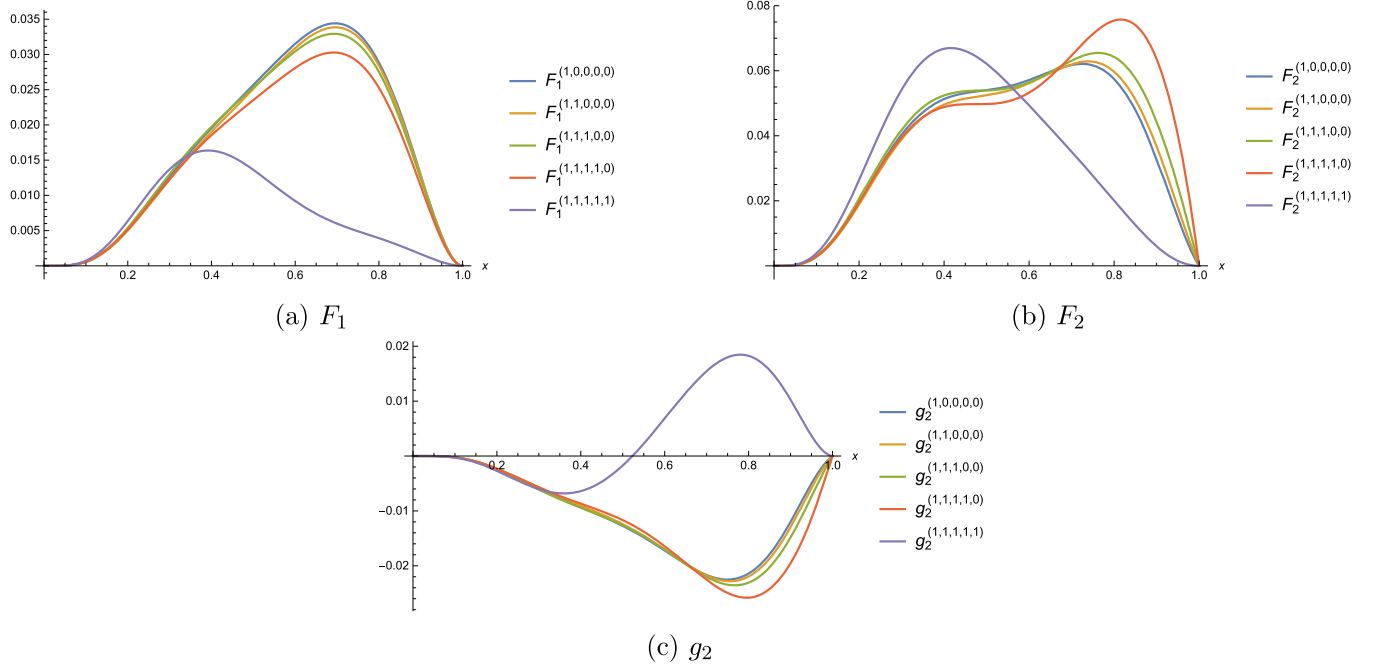 0.035
0.030
0.025
0.020
0.015
0.010
0.005
0.2
0.4
0.6
0.8
1.0
x
F₁^(1,0,0,0,0)
F₁^(1,1,0,0,0)
F₁^(1,1,1,0,0)
F₁^(1,1,1,1,0)
F₁^(1,1,1,1,1)
(a) F₁
0.08
0.06
0.04
0.02
0.2
0.4
0.6
0.8
1.0
x
F₂^(1,0,0,0,0)
F₂^(1,1,0,0,0)
F₂^(1,1,1,0,0)
F₂^(1,1,1,1,0)
F₂^(1,1,1,1,1)
(b) F₂
0.02
0.01
−0.01
−0.02
0.2
0.4
0.6
0.8
1.0
x
g₂^(1,0,0,0,0)
g₂^(1,1,0,0,0)
g₂^(1,1,1,0,0)
g₂^(1,1,1,1,0)
g₂^(1,1,1,1,1)
(c) g₂